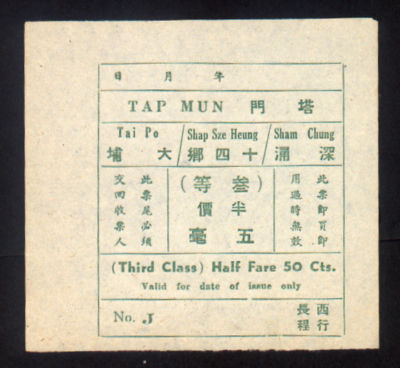 年 月 日
TAP MUN 塔門
Tai Po / Shap Sze Heung / Sham Chung
深涌 / 十四鄉 / 大埔
此票即買即
用過時無效
(叁等)
半價
五毫
此票尾必須
交回收票人
(Third Class) Half Fare 50 Cts.
Valid for date of issue only
No. J
西行
長程